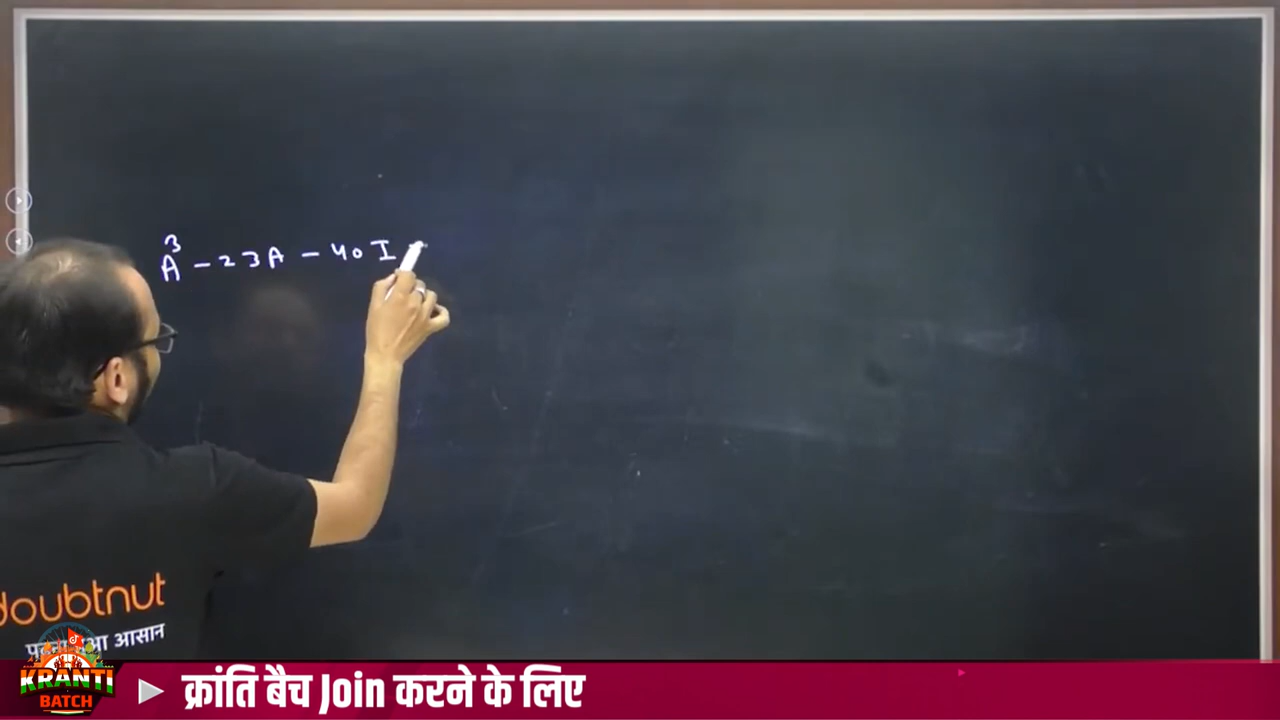 A³ - 23A - 40I
doubtnut
आसान
KRANTI
BATCH
क्रांति बैच Join करने के लिए